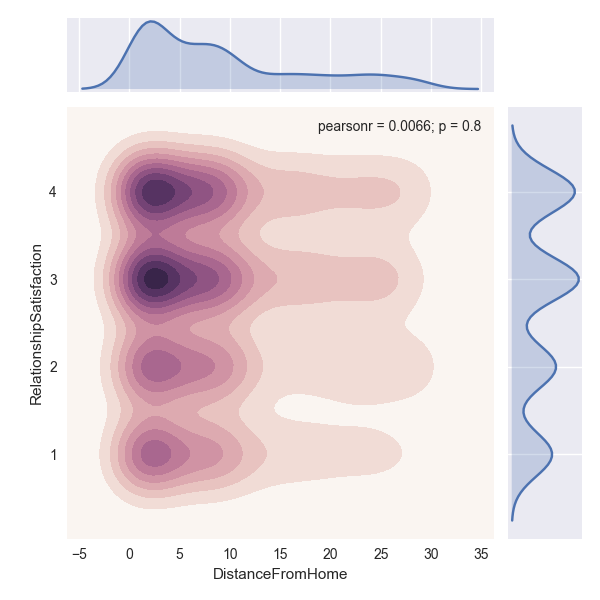 pearsonr = 0.0066; p = 0.8
4
3
2
1
RelationshipSatisfaction
−5 0 5 10 15 20 25 30 35
DistanceFromHome